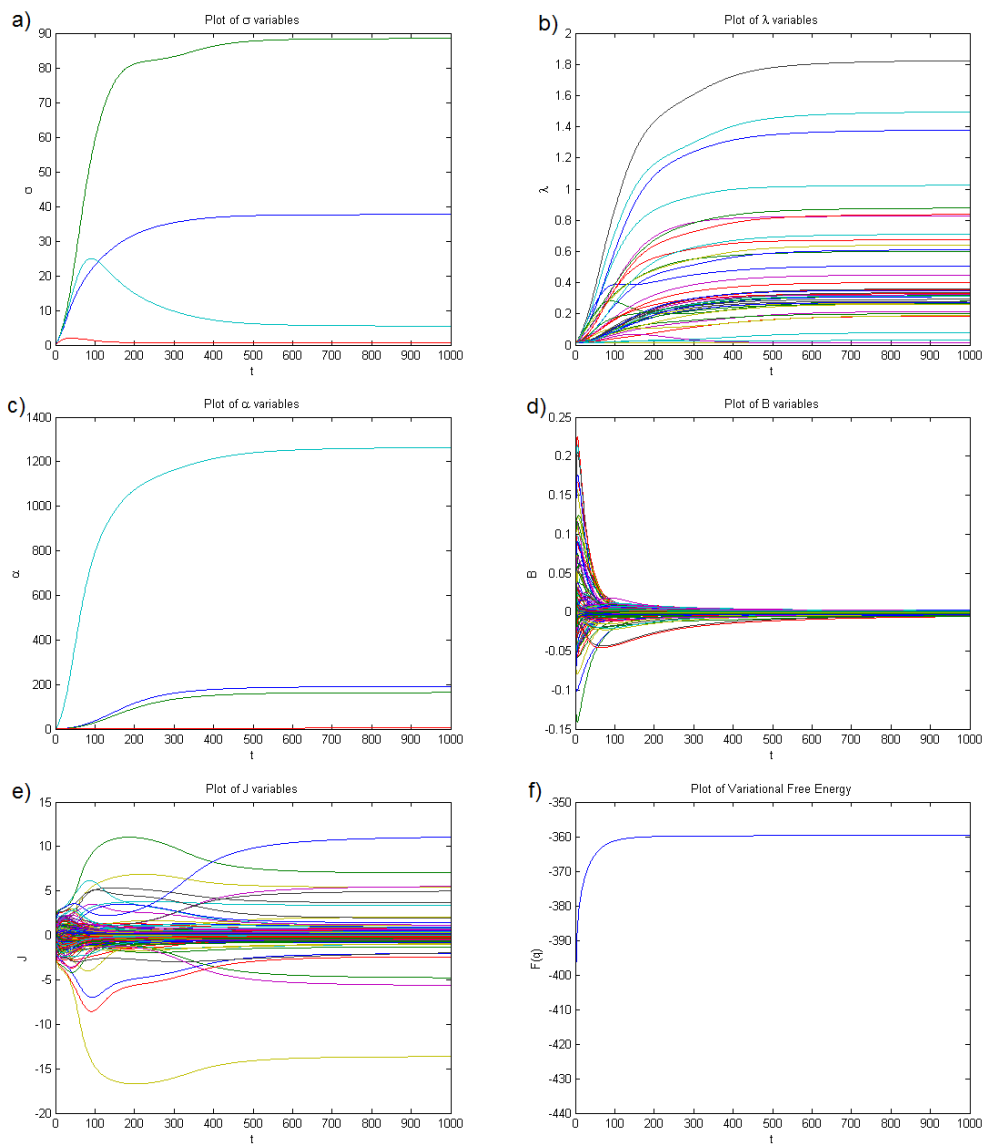 a)
Plot of σ variables
90
80
70
60
50
40
30
20
10
0
σ
0 100 200 300 400 500 600 700 800 900 1000
t
b)
Plot of λ variables
2
1.8
1.6
1.4
1.2
1
0.8
0.6
0.4
0.2
0
λ
0 100 200 300 400 500 600 700 800 900 1000
t
c)
Plot of α variables
1400
1200
1000
800
600
400
200
0
α
0 100 200 300 400 500 600 700 800 900 1000
t
d)
Plot of B variables
0.25
0.2
0.15
0.1
0.05
0
-0.05
-0.1
-0.15
B
0 100 200 300 400 500 600 700 800 900 1000
t
e)
Plot of J variables
15
10
5
0
-5
-10
-15
-20
J
0 100 200 300 400 500 600 700 800 900 1000
t
f)
Plot of Variational Free Energy
-350
-360
-370
-380
-390
-400
-410
-420
-430
-440
F(q)
0 100 200 300 400 500 600 700 800 900 1000
t